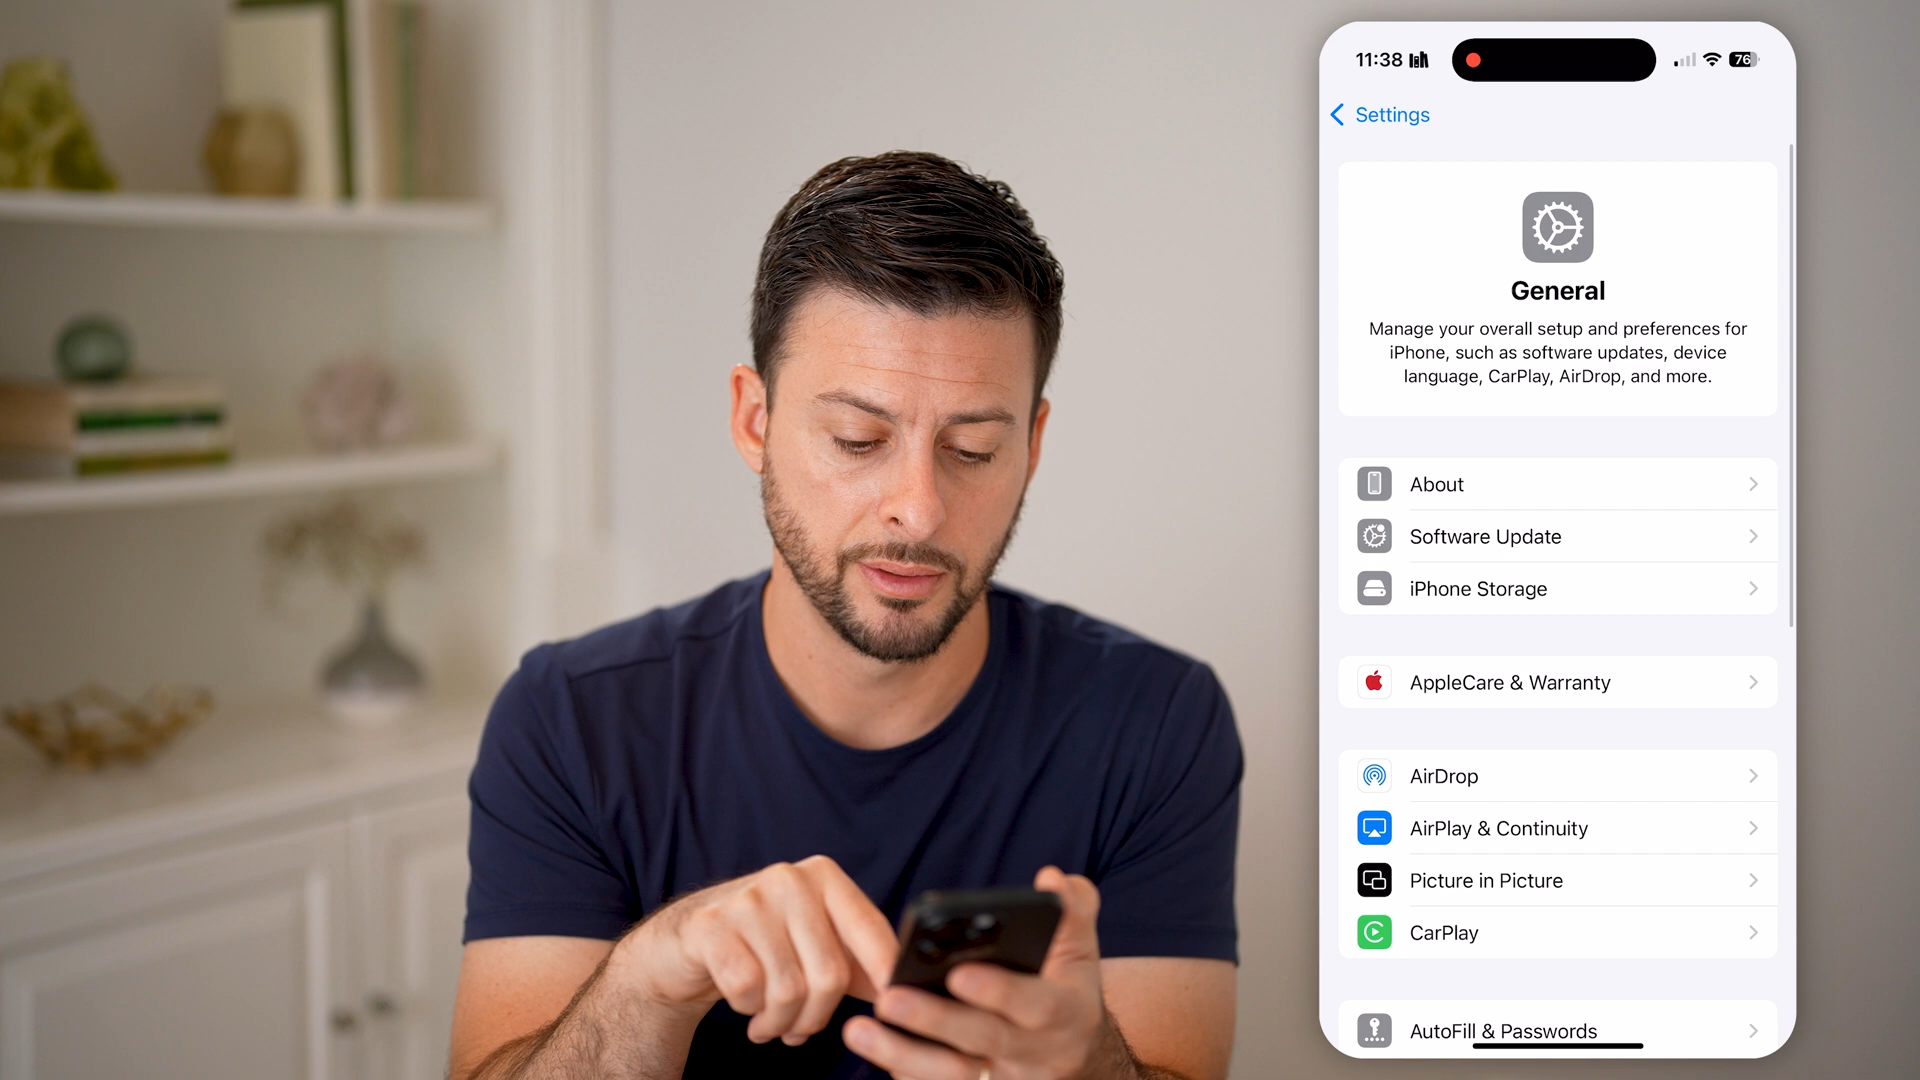 11:38
76
Settings
General
Manage your overall setup and preferences for
iPhone, such as software updates, device
language, CarPlay, AirDrop, and more.
About
Software Update
iPhone Storage
AppleCare & Warranty
AirDrop
AirPlay & Continuity
Picture in Picture
CarPlay
AutoFill & Passwords